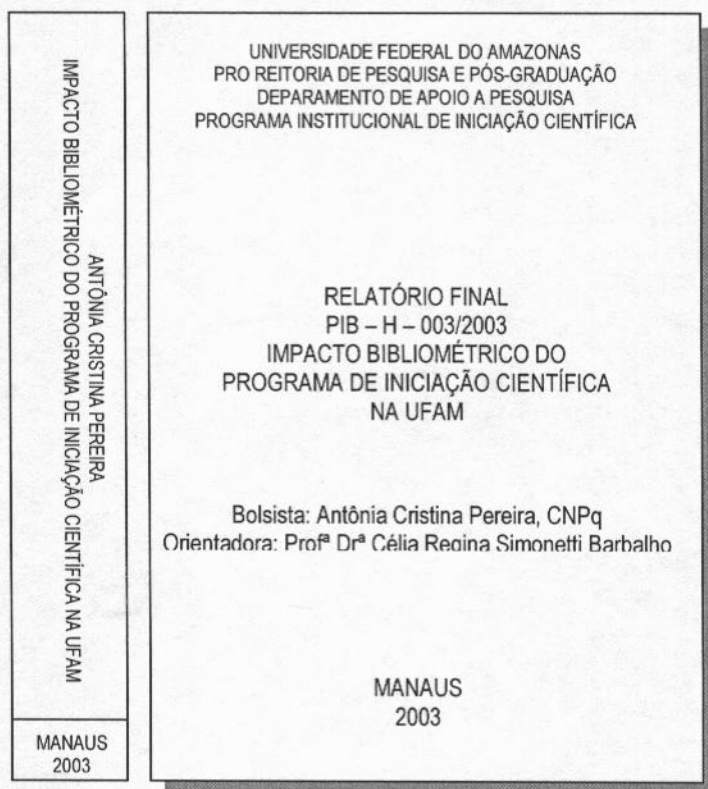 ANTÔNIA CRISTINA PEREIRA
IMPACTO BIBLIOMÉTRICO DO PROGRAMA DE INICIAÇÃO CIENTÍFICA NA UFAM
MANAUS
2003
UNIVERSIDADE FEDERAL DO AMAZONAS
PRO REITORIA DE PESQUISA E PÓS-GRADUAÇÃO
DEPARAMENTO DE APOIO A PESQUISA
PROGRAMA INSTITUCIONAL DE INICIAÇÃO CIENTÍFICA
RELATÓRIO FINAL
PIB – H – 003/2003
IMPACTO BIBLIOMÉTRICO DO
PROGRAMA DE INICIAÇÃO CIENTÍFICA
NA UFAM
Bolsista: Antônia Cristina Pereira, CNPq
Orientadora: Profª Drª Célia Regina Simonetti Barbalho
MANAUS
2003